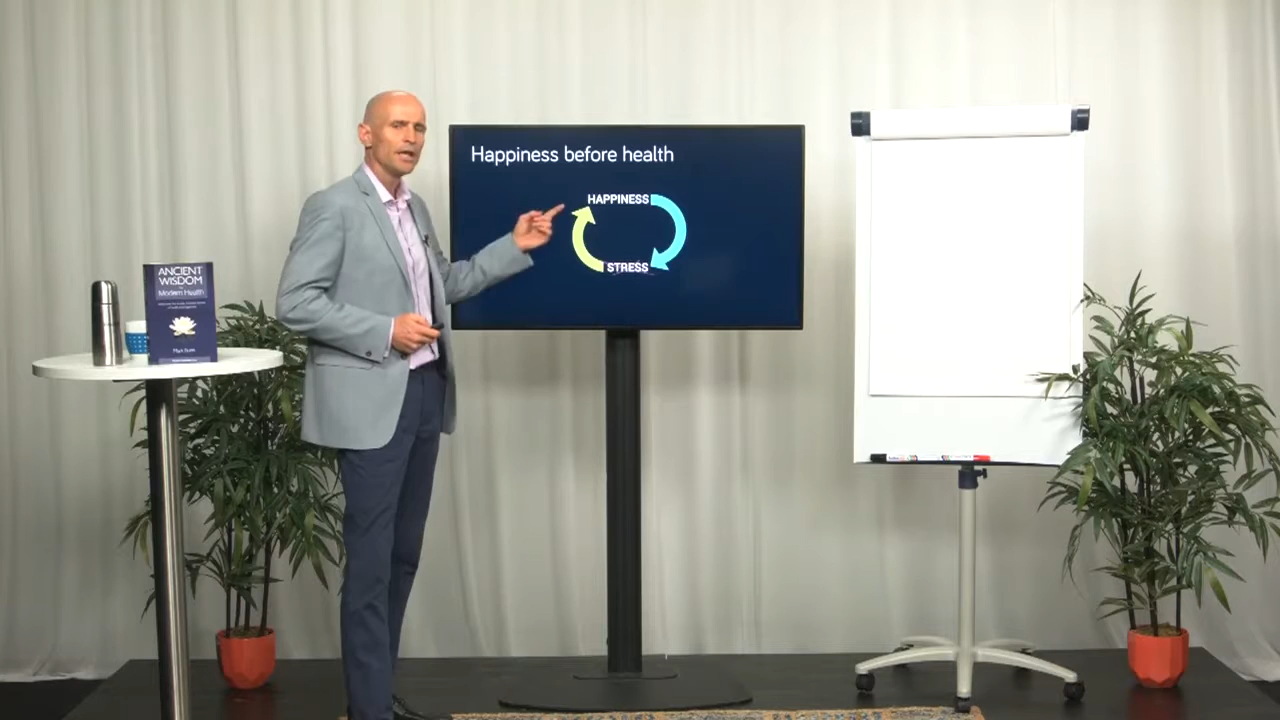 Happiness before health
HAPPINESS
STRESS
ANCIENT
WISDOM
Modern Health